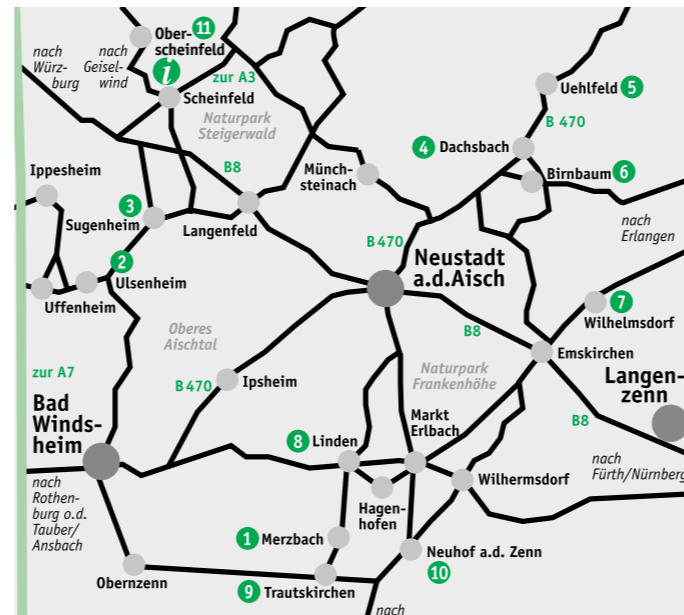 Ober-
scheinfeld
11
nach
Würz-
burg
nach
Geisel-
wind
i
zur A3
Scheinfeld
Naturpark
Steigerwald
Uehlfeld 5
B 470
4 Dachsbach
Birnbaum 6
B8
Münch-
steinach
Ippesheim
3
Sugenheim
Langenfeld
nach
Erlangen
B 470
Neustadt
a.d.Aisch
2
Ulsenheim
Uffenheim
7
Wilhelmsdorf
B8
Oberes
Aischtal
Emskirchen
zur A7
B 470
Ipsheim
Naturpark
Frankenhöhe
Langen-
zenn
B8
Bad
Winds-
heim
8 Linden
Markt
Erlbach
nach
Fürth/Nürnberg
Wilhermsdorf
Hagen-
hofen
nach
Rothen-
burg o.d.
Tauber/
Ansbach
1 Merzbach
Neuhof a.d. Zenn
10
Obernzenn
9 Trautskirchen
nach